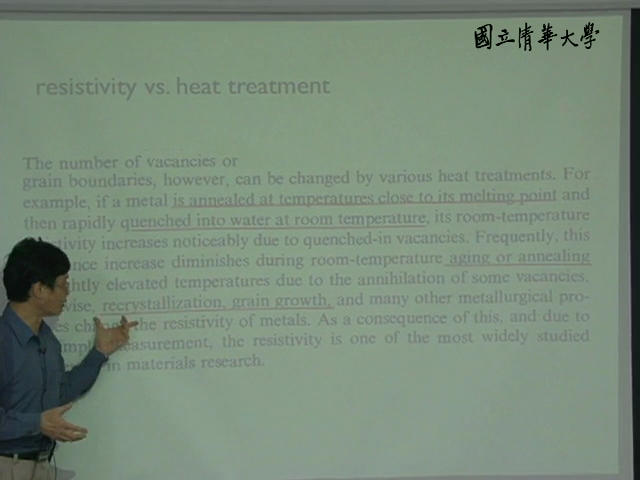 國立清華大學
resistivity vs. heat treatment
The number of vacancies or
grain boundaries, however, can be changed by various heat treatments. For
example, if a metal is annealed at temperatures close to its melting point and
then rapidly quenched into water at room temperature, its room-temperature
increases noticeably due to quenched-in vacancies. Frequently, this
increase diminishes during room-temperature aging or annealing
elevated temperatures due to the annihilation of some vacancies.
recrystallization, grain growth, and many other metallurgical pro-
the resistivity of metals. As a consequence of this, and due to
the resistivity is one of the most widely studied
in materials research.